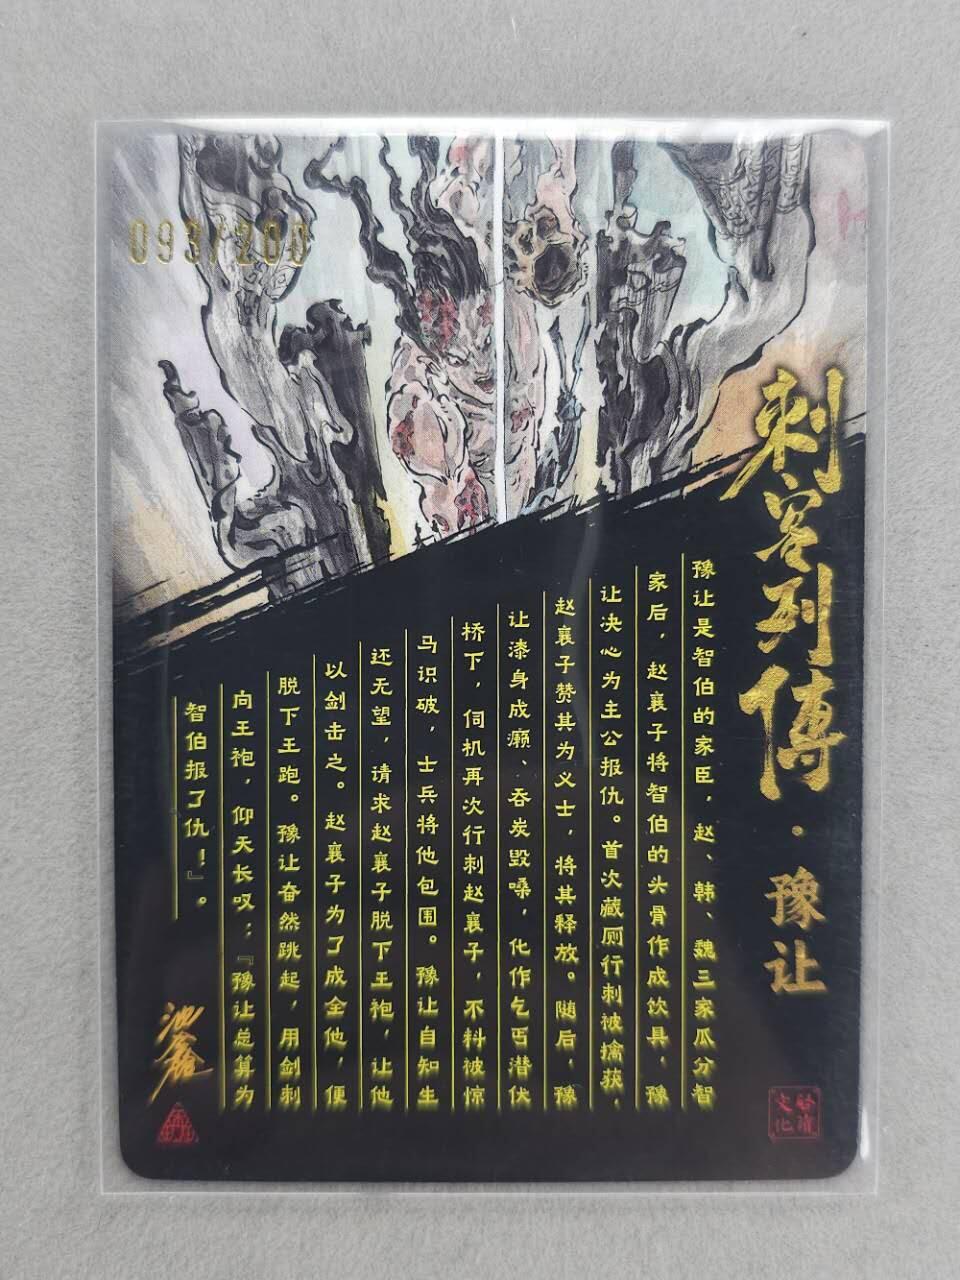 093/200
刺客列傳·豫让
豫让是智伯的家臣，赵、韩、魏三家瓜分智
家后，赵襄子将智伯的头骨作成饮具，豫
让决心为主公报仇。首次藏厕行刺被擒获，
赵襄子赞其为义士，将其释放。随后，豫
让漆身成癞、吞炭毁嗓，化作乞丐潜伏
桥下，伺机再次行刺赵襄子，不料被惊
马识破，士兵将他包围。豫让自知生
还无望，请求赵襄子脱下王袍，让他
以剑击之。赵襄子为了成全他，便
脱下王跑。豫让奋然跳起，用剑刺
向王袍，仰天长叹：『豫让总算为
智伯报了仇！』。